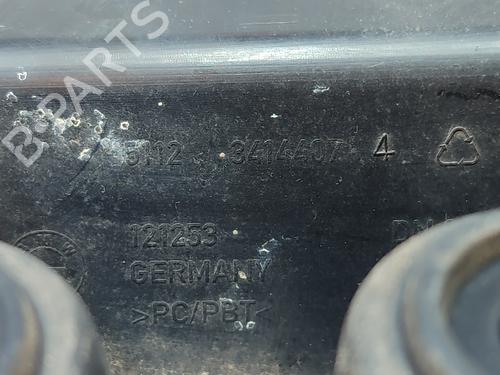 B-PARTS
5112 3414407 4
121253
GERMANY
>PC/PBT<